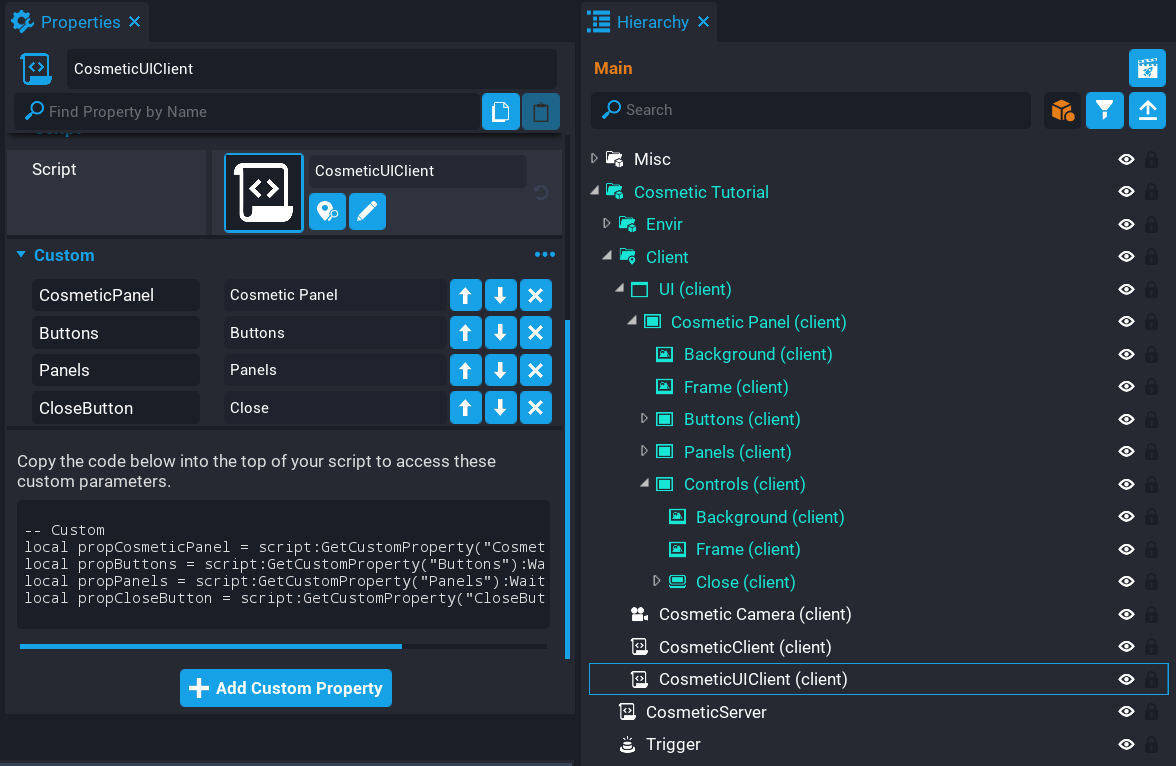 Properties
CosmeticUIClient
Find Property by Name
Script
Script
CosmeticUIClient
Custom
CosmeticPanel
Cosmetic Panel
Buttons
Buttons
Panels
Panels
CloseButton
Close
Copy the code below into the top of your script to access these
custom parameters.
-- Custom
local propCosmeticPanel = script:GetCustomProperty("Cosmet
local propButtons = script:GetCustomProperty("Buttons"):Wa
local propPanels = script:GetCustomProperty("Panels"):Wait
local propCloseButton = script:GetCustomProperty("CloseBut
Add Custom Property
Hierarchy
Main
Search
Misc
Cosmetic Tutorial
Envir
Client
UI (client)
Cosmetic Panel (client)
Background (client)
Frame (client)
Buttons (client)
Panels (client)
Controls (client)
Background (client)
Frame (client)
Close (client)
Cosmetic Camera (client)
CosmeticClient (client)
CosmeticUIClient (client)
CosmeticServer
Trigger